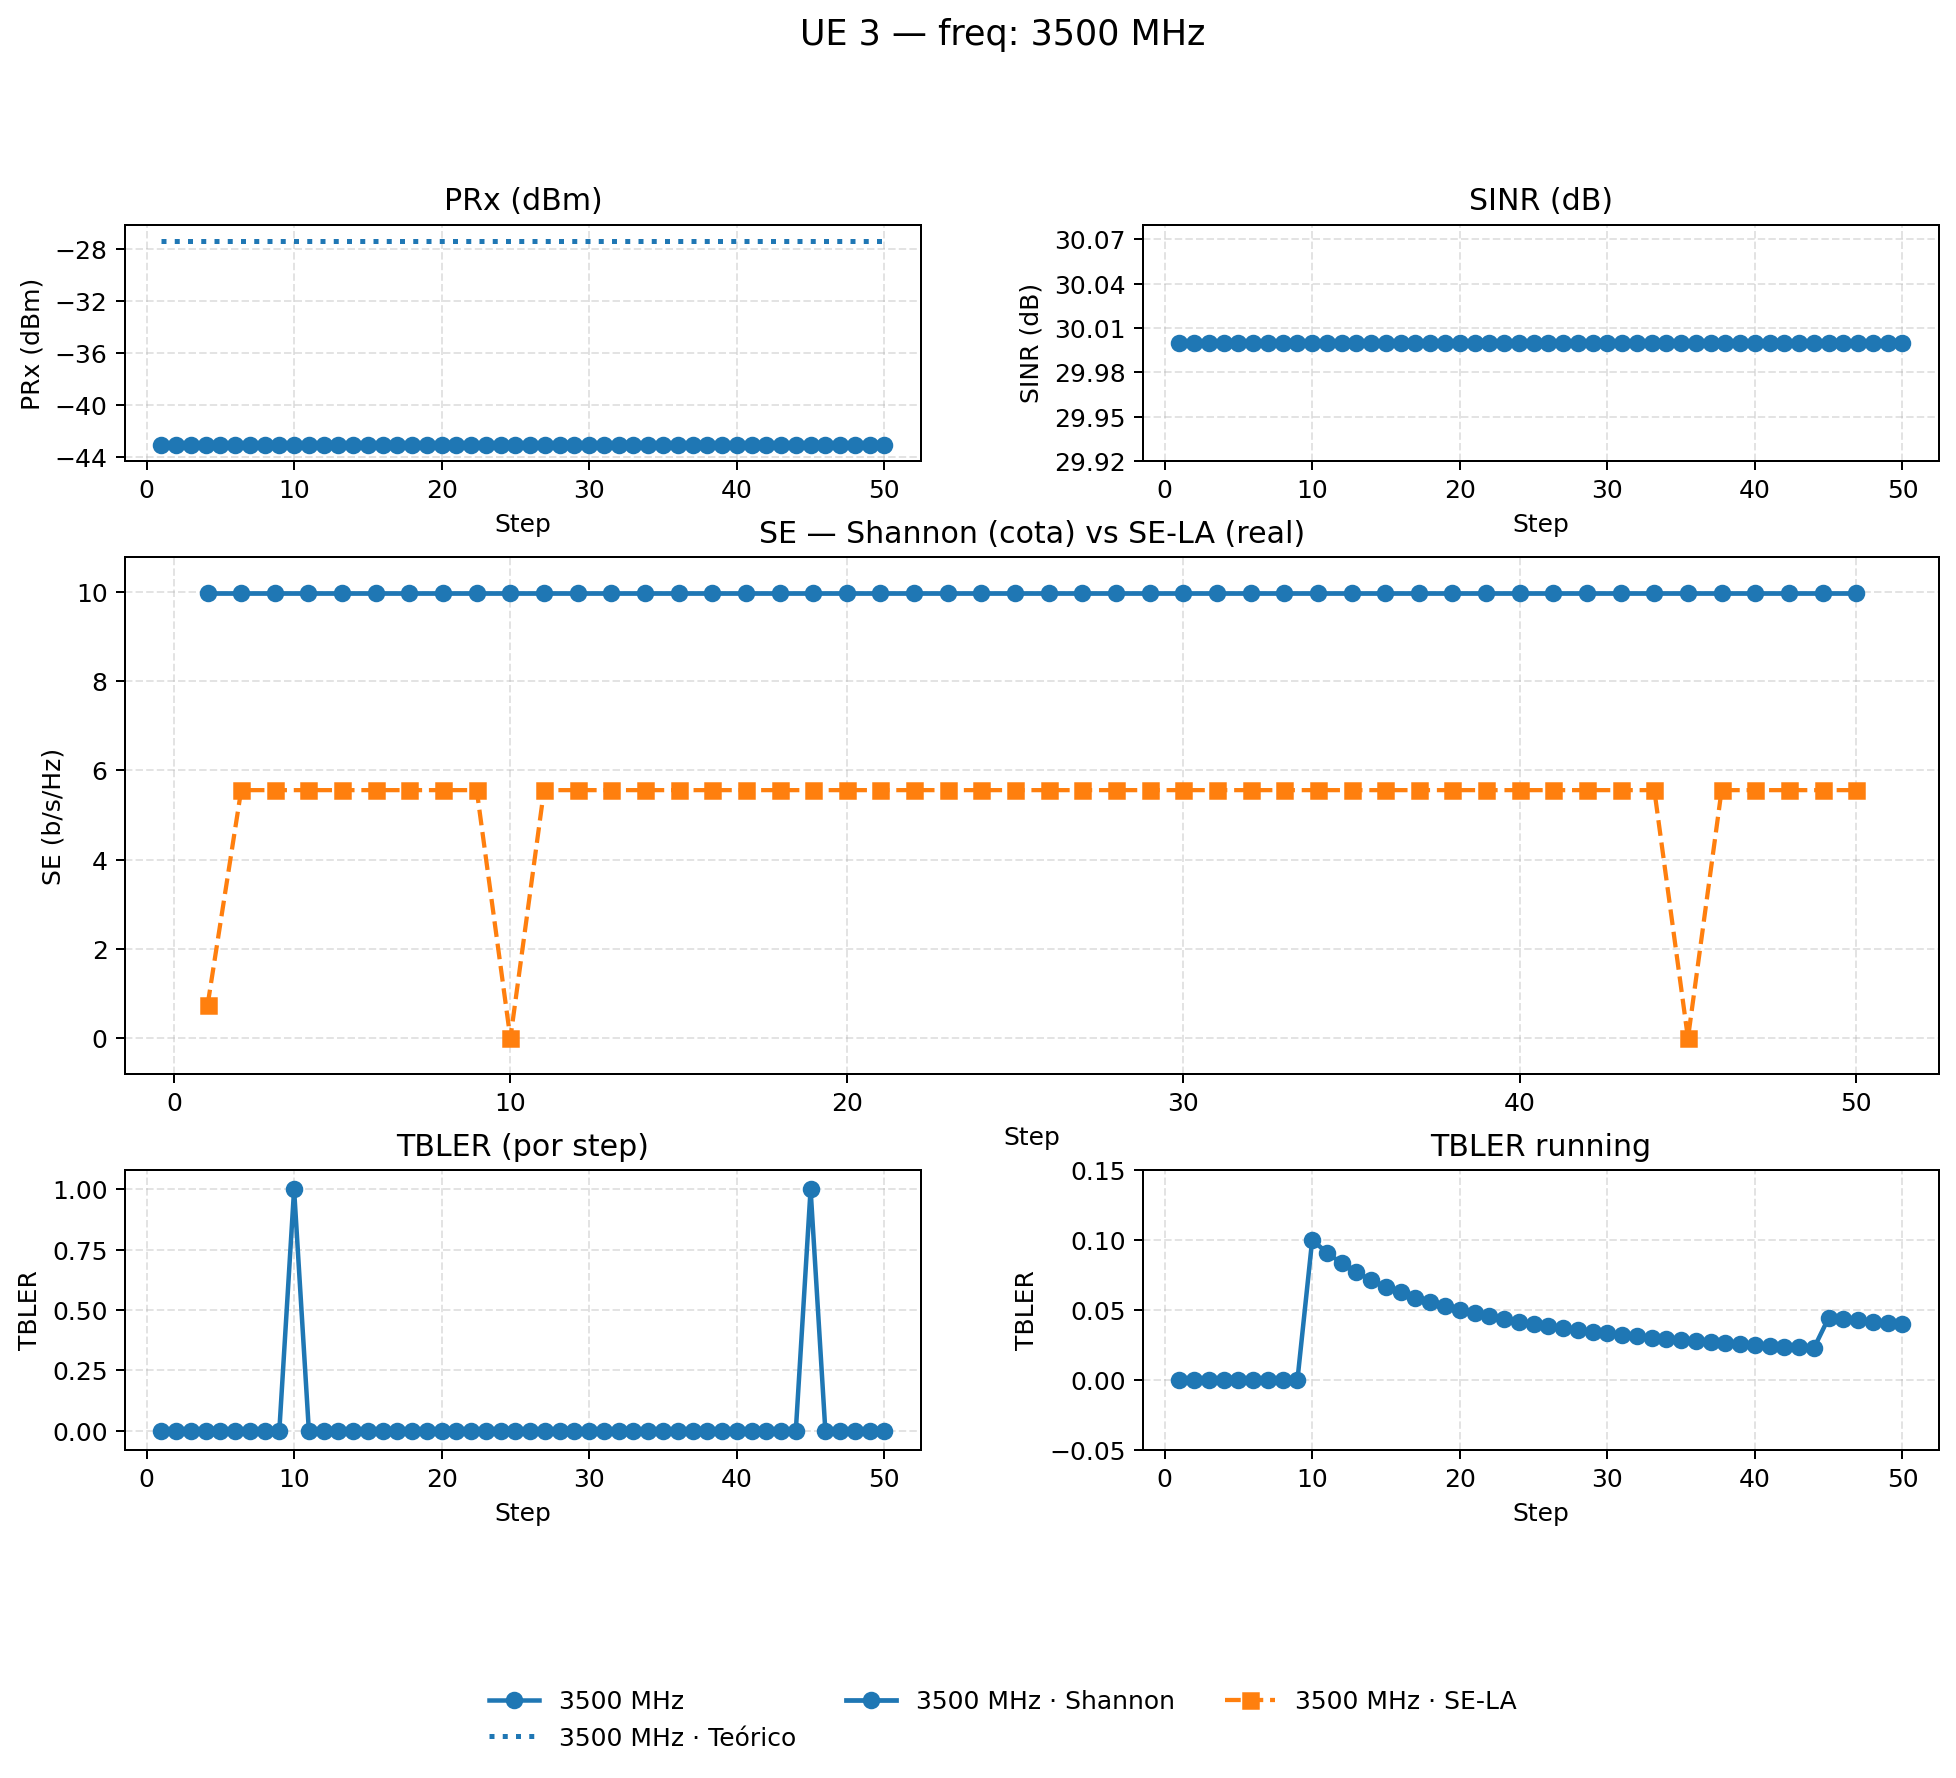 UE 3 — freq: 3500 MHz
PRx (dBm)
PRx (dBm)
−28
−32
−36
−40
−44
0 10 20 30 40 50
Step
SINR (dB)
SINR (dB)
30.07
30.04
30.01
29.98
29.95
29.92
0 10 20 30 40 50
Step
SE — Shannon (cota) vs SE-LA (real)
SE (b/s/Hz)
10
8
6
4
2
0
0 10 20 30 40 50
Step
TBLER (por step)
TBLER
1.00
0.75
0.50
0.25
0.00
0 10 20 30 40 50
Step
TBLER running
TBLER
0.15
0.10
0.05
0.00
−0.05
0 10 20 30 40 50
Step
3500 MHz
3500 MHz · Teórico
3500 MHz · Shannon
3500 MHz · SE-LA